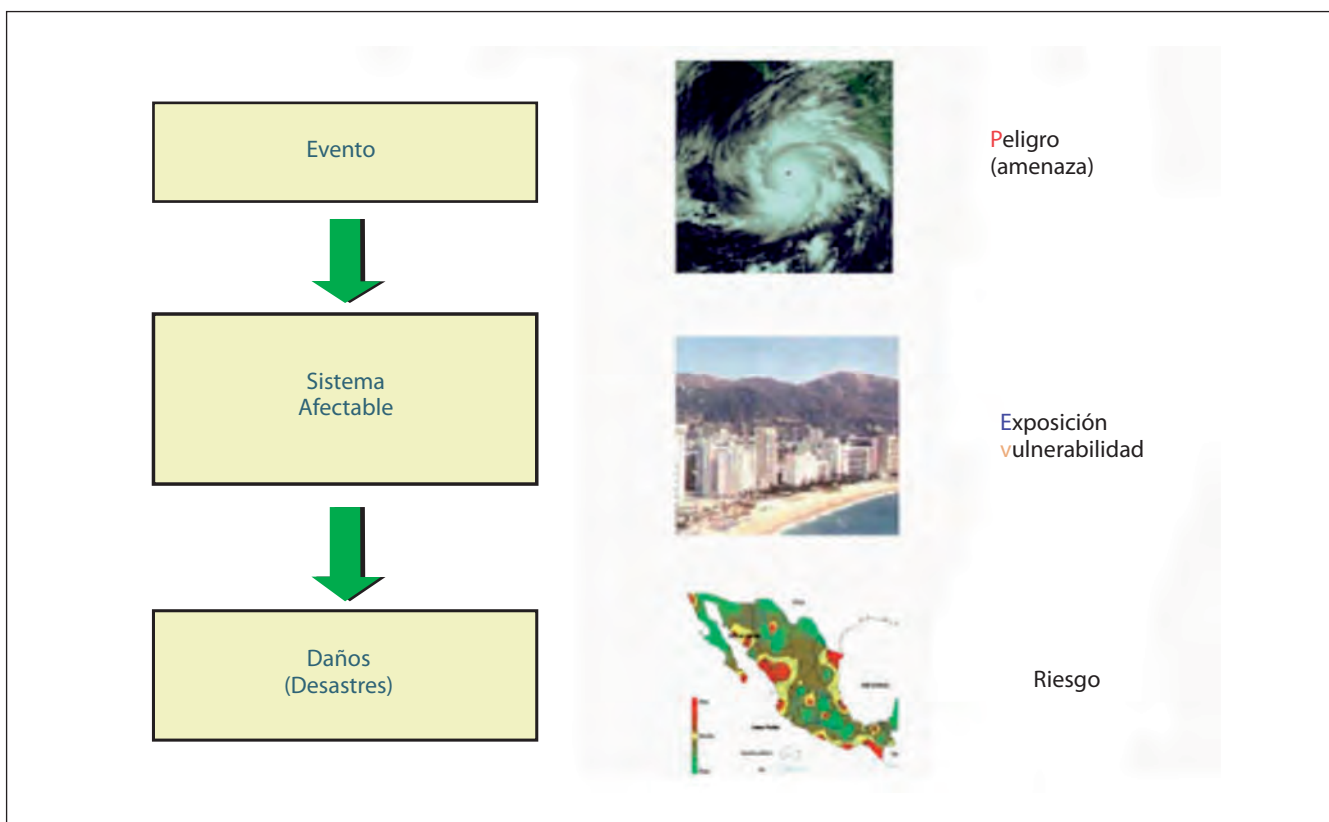 Evento
Peligro
(amenaza)
Sistema
Afectable
Exposición
vulnerabilidad
Daños
(Desastres)
Riesgo